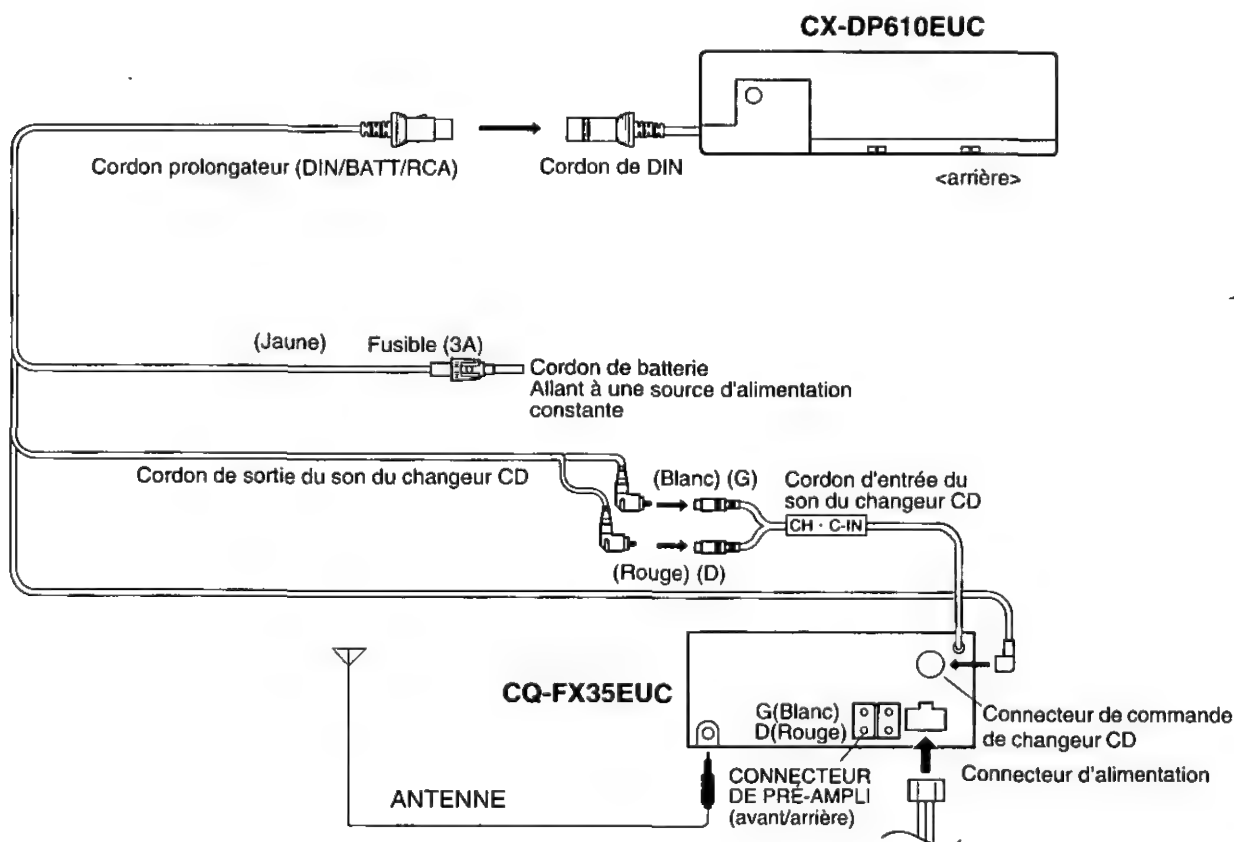 CX-DP610EUC
Cordon prolongateur (DIN/BATT/RCA)
Cordon de DIN
<arrière>
(Jaune)
Fusible (3A)
Cordon de batterie
Allant à une source d'alimentation
constante
Cordon de sortie du son du changeur CD
(Blanc) (G)
Cordon d'entrée du
son du changeur CD
CH · C-IN
(Rouge) (D)
CQ-FX35EUC
G(Blanc)
D(Rouge)
Connecteur de commande
de changeur CD
CONNECTEUR
DE PRÉ-AMPLI
(avant/arrière)
Connecteur d'alimentation
ANTENNE